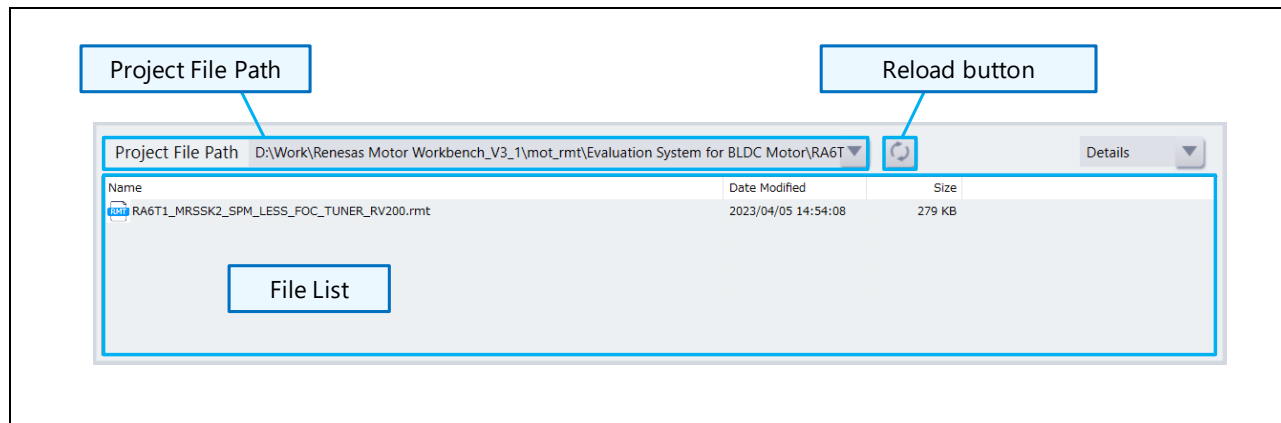 Project File Path
Reload button
Project File Path D:\Work\Renesas Motor Workbench_V3_1\mot_rmt\Evaluation System for BLDC Motor\RA6T
Details
Name Date Modified Size
RMT RA6T1_MRSSK2_SPM_LESS_FOC_TUNER_RV200.rmt 2023/04/05 14:54:08 279 KB
File List